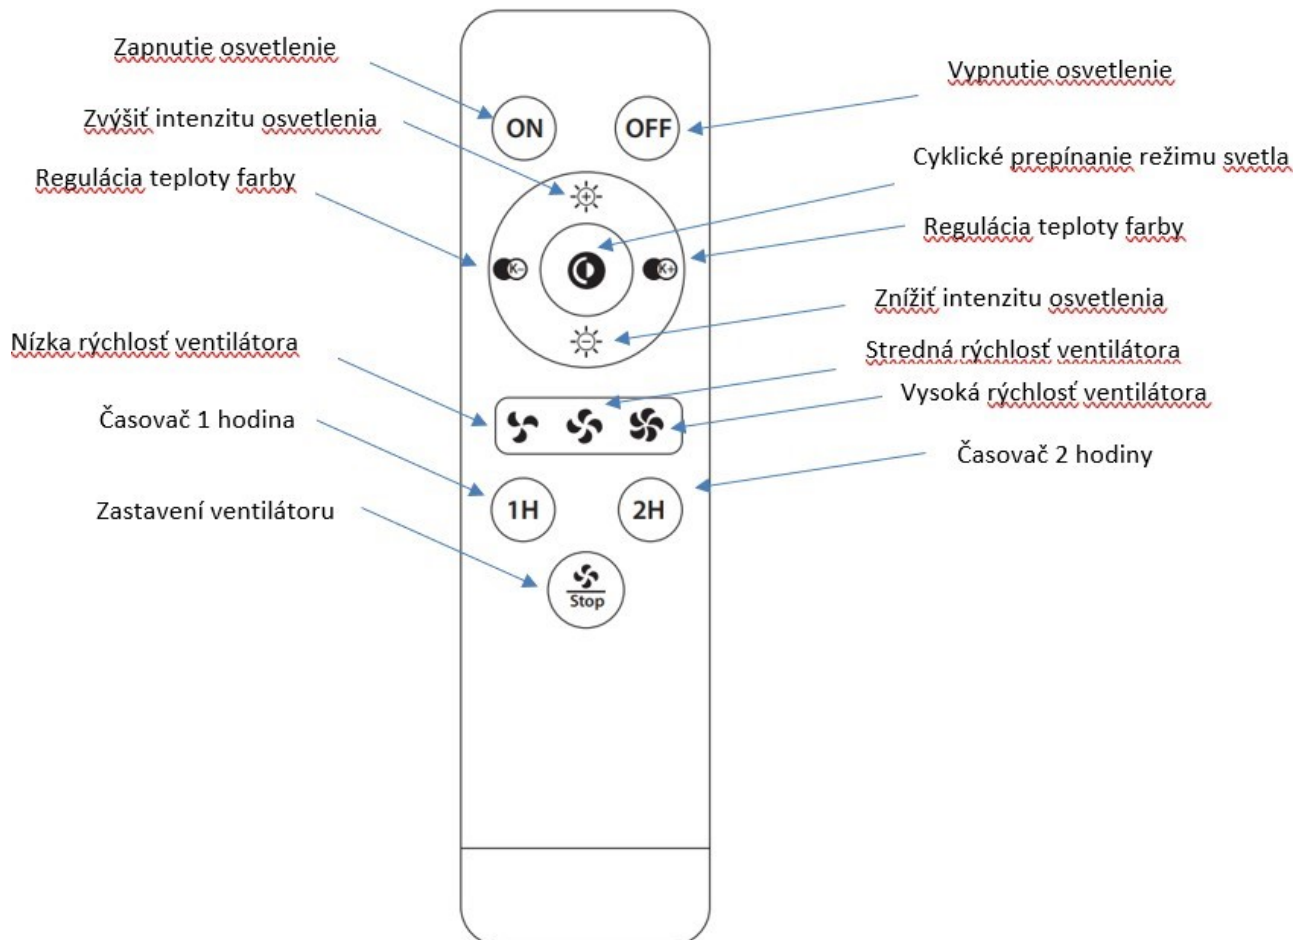 Zapnutie osvetlenie
Vypnutie osvetlenie
Zvýšiť intenzitu osvetlenia
ON
OFF
Cyklické prepínanie režimu svetla
Regulácia teploty farby
Regulácia teploty farby
K-
K+
Znížiť intenzitu osvetlenia
Nízka rýchlosť ventilátora
Stredná rýchlosť ventilátora
Vysoká rýchlosť ventilátora
Časovač 1 hodina
Časovač 2 hodiny
Zastavení ventilátoru
1H
2H
Stop